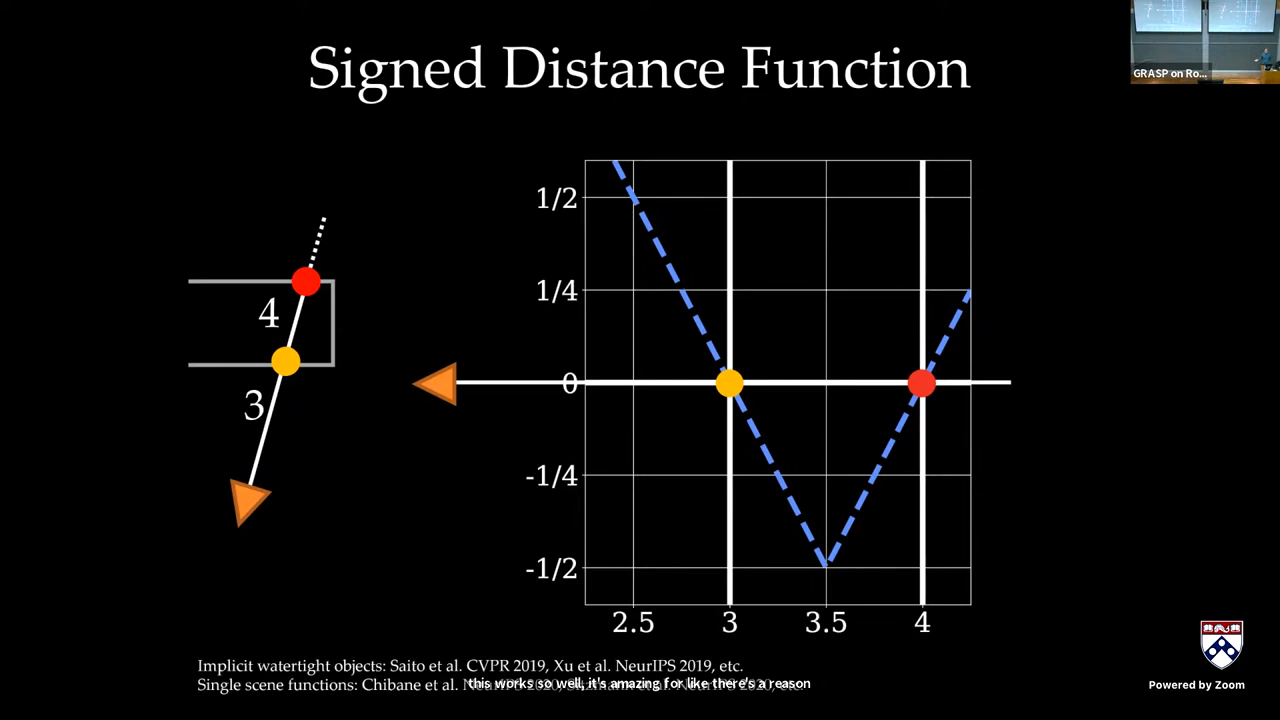 Signed Distance Function
GRASP on Ro...
1/2
1/4
0
-1/4
-1/2
2.5 3 3.5 4
4
3
Implicit watertight objects: Saito et al. CVPR 2019, Xu et al. NeurIPS 2019, etc.
Single scene functions: Chibane et al.
this works so well, it's amazing for like there's a reason
Powered by Zoom